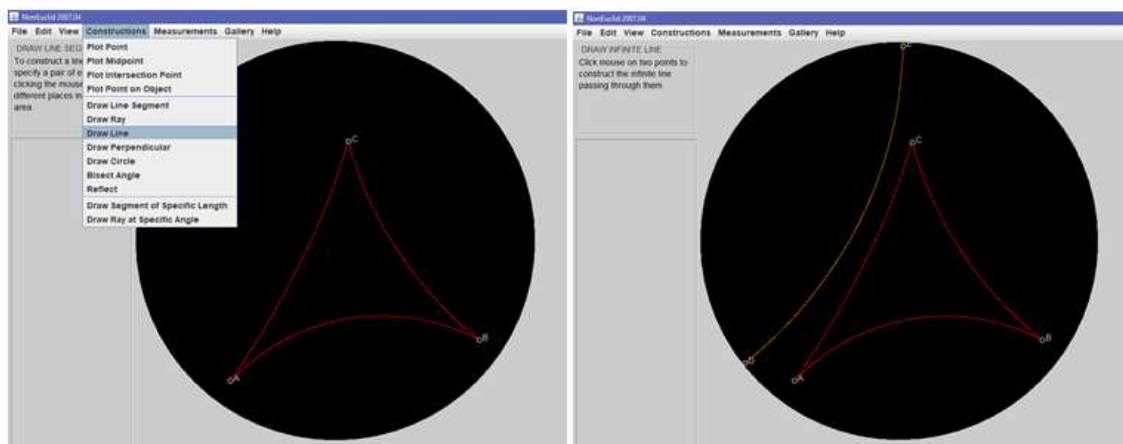 NonEuclid 2007.04
File Edit View Constructions Measurements Gallery Help
DRAW LINE SEG
To construct a line
specify a pair of e
clicking the mouse
different places in
area.
Plot Point
Plot Midpoint
Plot Intersection Point
Plot Point on Object
Draw Line Segment
Draw Ray
Draw Line
Draw Perpendicular
Draw Circle
Bisect Angle
Reflect
Draw Segment of Specific Length
Draw Ray at Specific Angle
C
B
A
NonEuclid 2007.04
File Edit View Constructions Measurements Gallery Help
DRAW INFINITE LINE
Click mouse on two points to
construct the infinite line
passing through them.
C
B
D
A